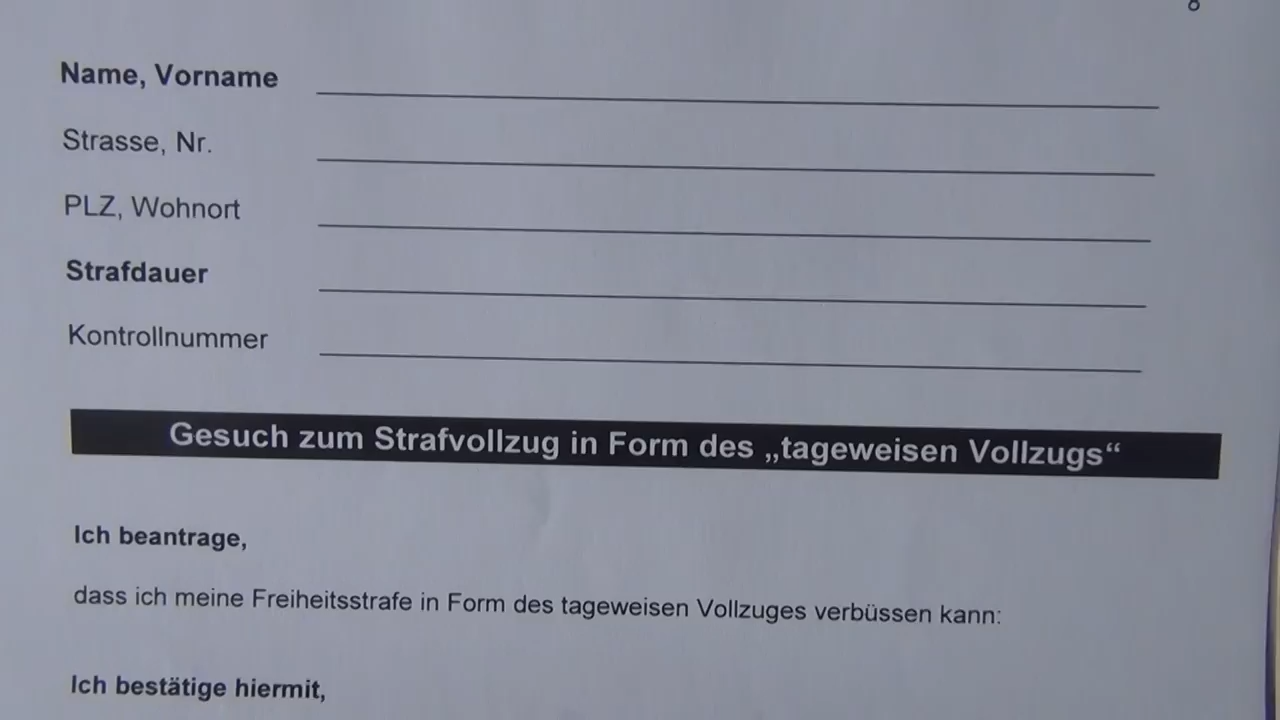 Name, Vorname
Strasse, Nr.
PLZ, Wohnort
Strafdauer
Kontrollnummer
Gesuch zum Strafvollzug in Form des „tageweisen Vollzugs“
Ich beantrage,
dass ich meine Freiheitsstrafe in Form des tageweisen Vollzuges verbüssen kann:
Ich bestätige hiermit,